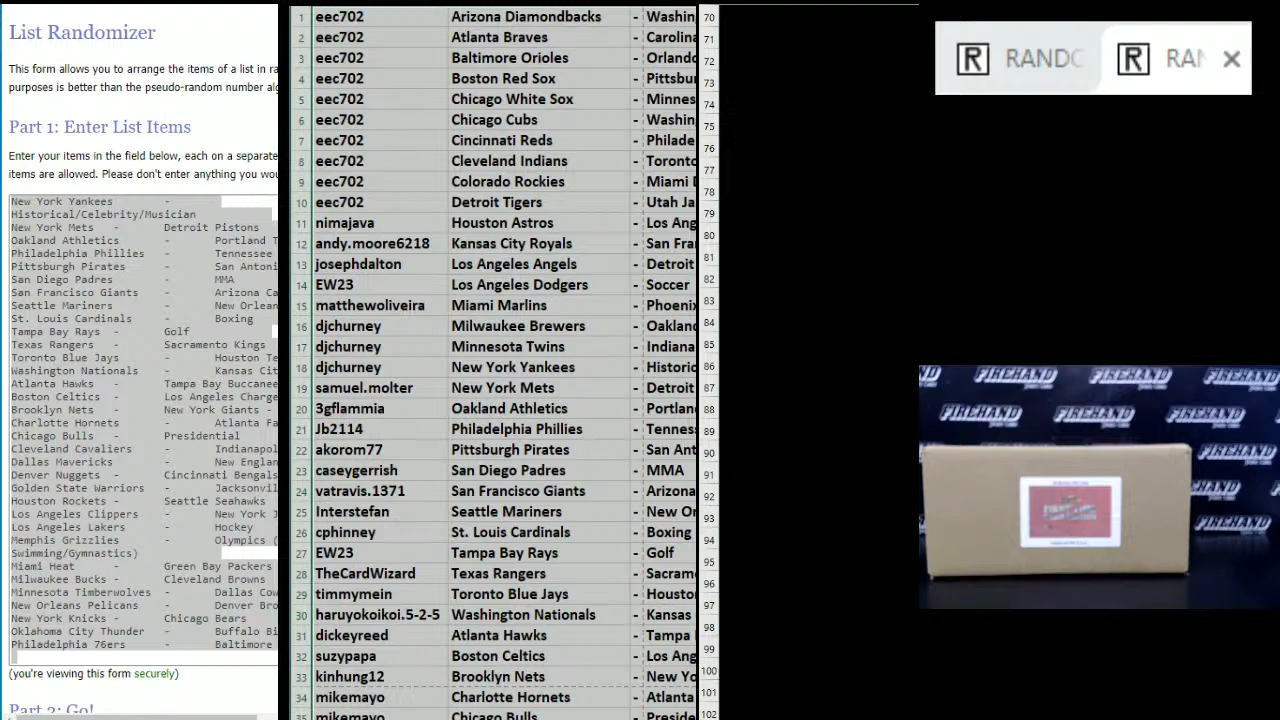 List Randomizer
This form allows you to arrange the items of a list in ra
purposes is better than the pseudo-random number alg
Part 1: Enter List Items
Enter your items in the field below, each on a separate
items are allowed. Please don't enter anything you wou
New York Yankees -
Historical/Celebrity/Musician
New York Mets - Detroit Pistons
Oakland Athletics - Portland T
Philadelphia Phillies - Tennessee
Pittsburgh Pirates - San Antoni
San Diego Padres - MMA
San Francisco Giants - Arizona Ca
Seattle Mariners - New Orlean
St. Louis Cardinals - Boxing
Tampa Bay Rays - Golf
Texas Rangers - Sacramento Kings
Toronto Blue Jays - Houston Te
Washington Nationals - Kansas Cit
Atlanta Hawks - Tampa Bay Buccanee
Boston Celtics - Los Angeles Charge
Brooklyn Nets - New York Giants -
Charlotte Hornets - Atlanta Fa
Chicago Bulls - Presidential
Cleveland Cavaliers - Indianapol
Dallas Mavericks - New Englan
Denver Nuggets - Cincinnati Bengals
Golden State Warriors - Jacksonvil
Houston Rockets - Seattle Seahawks
Los Angeles Clippers - New York J
Los Angeles Lakers - Hockey
Memphis Grizzlies - Olympics (
Swimming/Gymnastics)
Miami Heat - Green Bay Packers
Milwaukee Bucks - Cleveland Browns
Minnesota Timberwolves - Dallas Cow
New Orleans Pelicans - Denver Bro
New York Knicks - Chicago Bears
Oklahoma City Thunder - Buffalo Bi
Philadelphia 76ers - Baltimore
(you're viewing this form securely)
Part 2: Go!
1 eec702 Arizona Diamondbacks - Washin
2 eec702 Atlanta Braves - Carolina
3 eec702 Baltimore Orioles - Orlando
4 eec702 Boston Red Sox - Pittsbur
5 eec702 Chicago White Sox - Minnes
6 eec702 Chicago Cubs - Washin
7 eec702 Cincinnati Reds - Philade
8 eec702 Cleveland Indians - Toronto
9 eec702 Colorado Rockies - Miami D
10 eec702 Detroit Tigers - Utah Ja
11 nimajava Houston Astros - Los Ang
12 andy.moore6218 Kansas City Royals - San Fra
13 josephdalton Los Angeles Angels - Detroit
14 EW23 Los Angeles Dodgers - Soccer
15 matthewoliveira Miami Marlins - Phoenix
16 djchurney Milwaukee Brewers - Oakland
17 djchurney Minnesota Twins - Indiana
18 djchurney New York Yankees - Historic
19 samuel.molter New York Mets - Detroit
20 3gflammia Oakland Athletics - Portlan
21 Jb2114 Philadelphia Phillies - Tenness
22 akorom77 Pittsburgh Pirates - San Ant
23 caseygerrish San Diego Padres - MMA
24 vatravis.1371 San Francisco Giants - Arizona
25 Interstefan Seattle Mariners - New Or
26 cphinney St. Louis Cardinals - Boxing
27 EW23 Tampa Bay Rays - Golf
28 TheCardWizard Texas Rangers - Sacrame
29 timmymein Toronto Blue Jays - Houston
30 haruyokoikoi.5-2-5 Washington Nationals - Kansas
31 dickeyreed Atlanta Hawks - Tampa
32 suzypapa Boston Celtics - Los Ang
33 kinhung12 Brooklyn Nets - New Yo
34 mikemayo Charlotte Hornets - Atlanta
35 mikemayo Chicago Bulls - Preside
70
71
72
73
74
75
76
77
78
79
80
81
82
83
84
85
86
87
88
89
90
91
92
93
94
95
96
97
98
99
100
101
102
R RANDO
R RAN
FIREHAND
FIREHAND
FIREHAND
FIREHAND
FIREHAND
FIREHAND
FIREHAND
FIREHAND